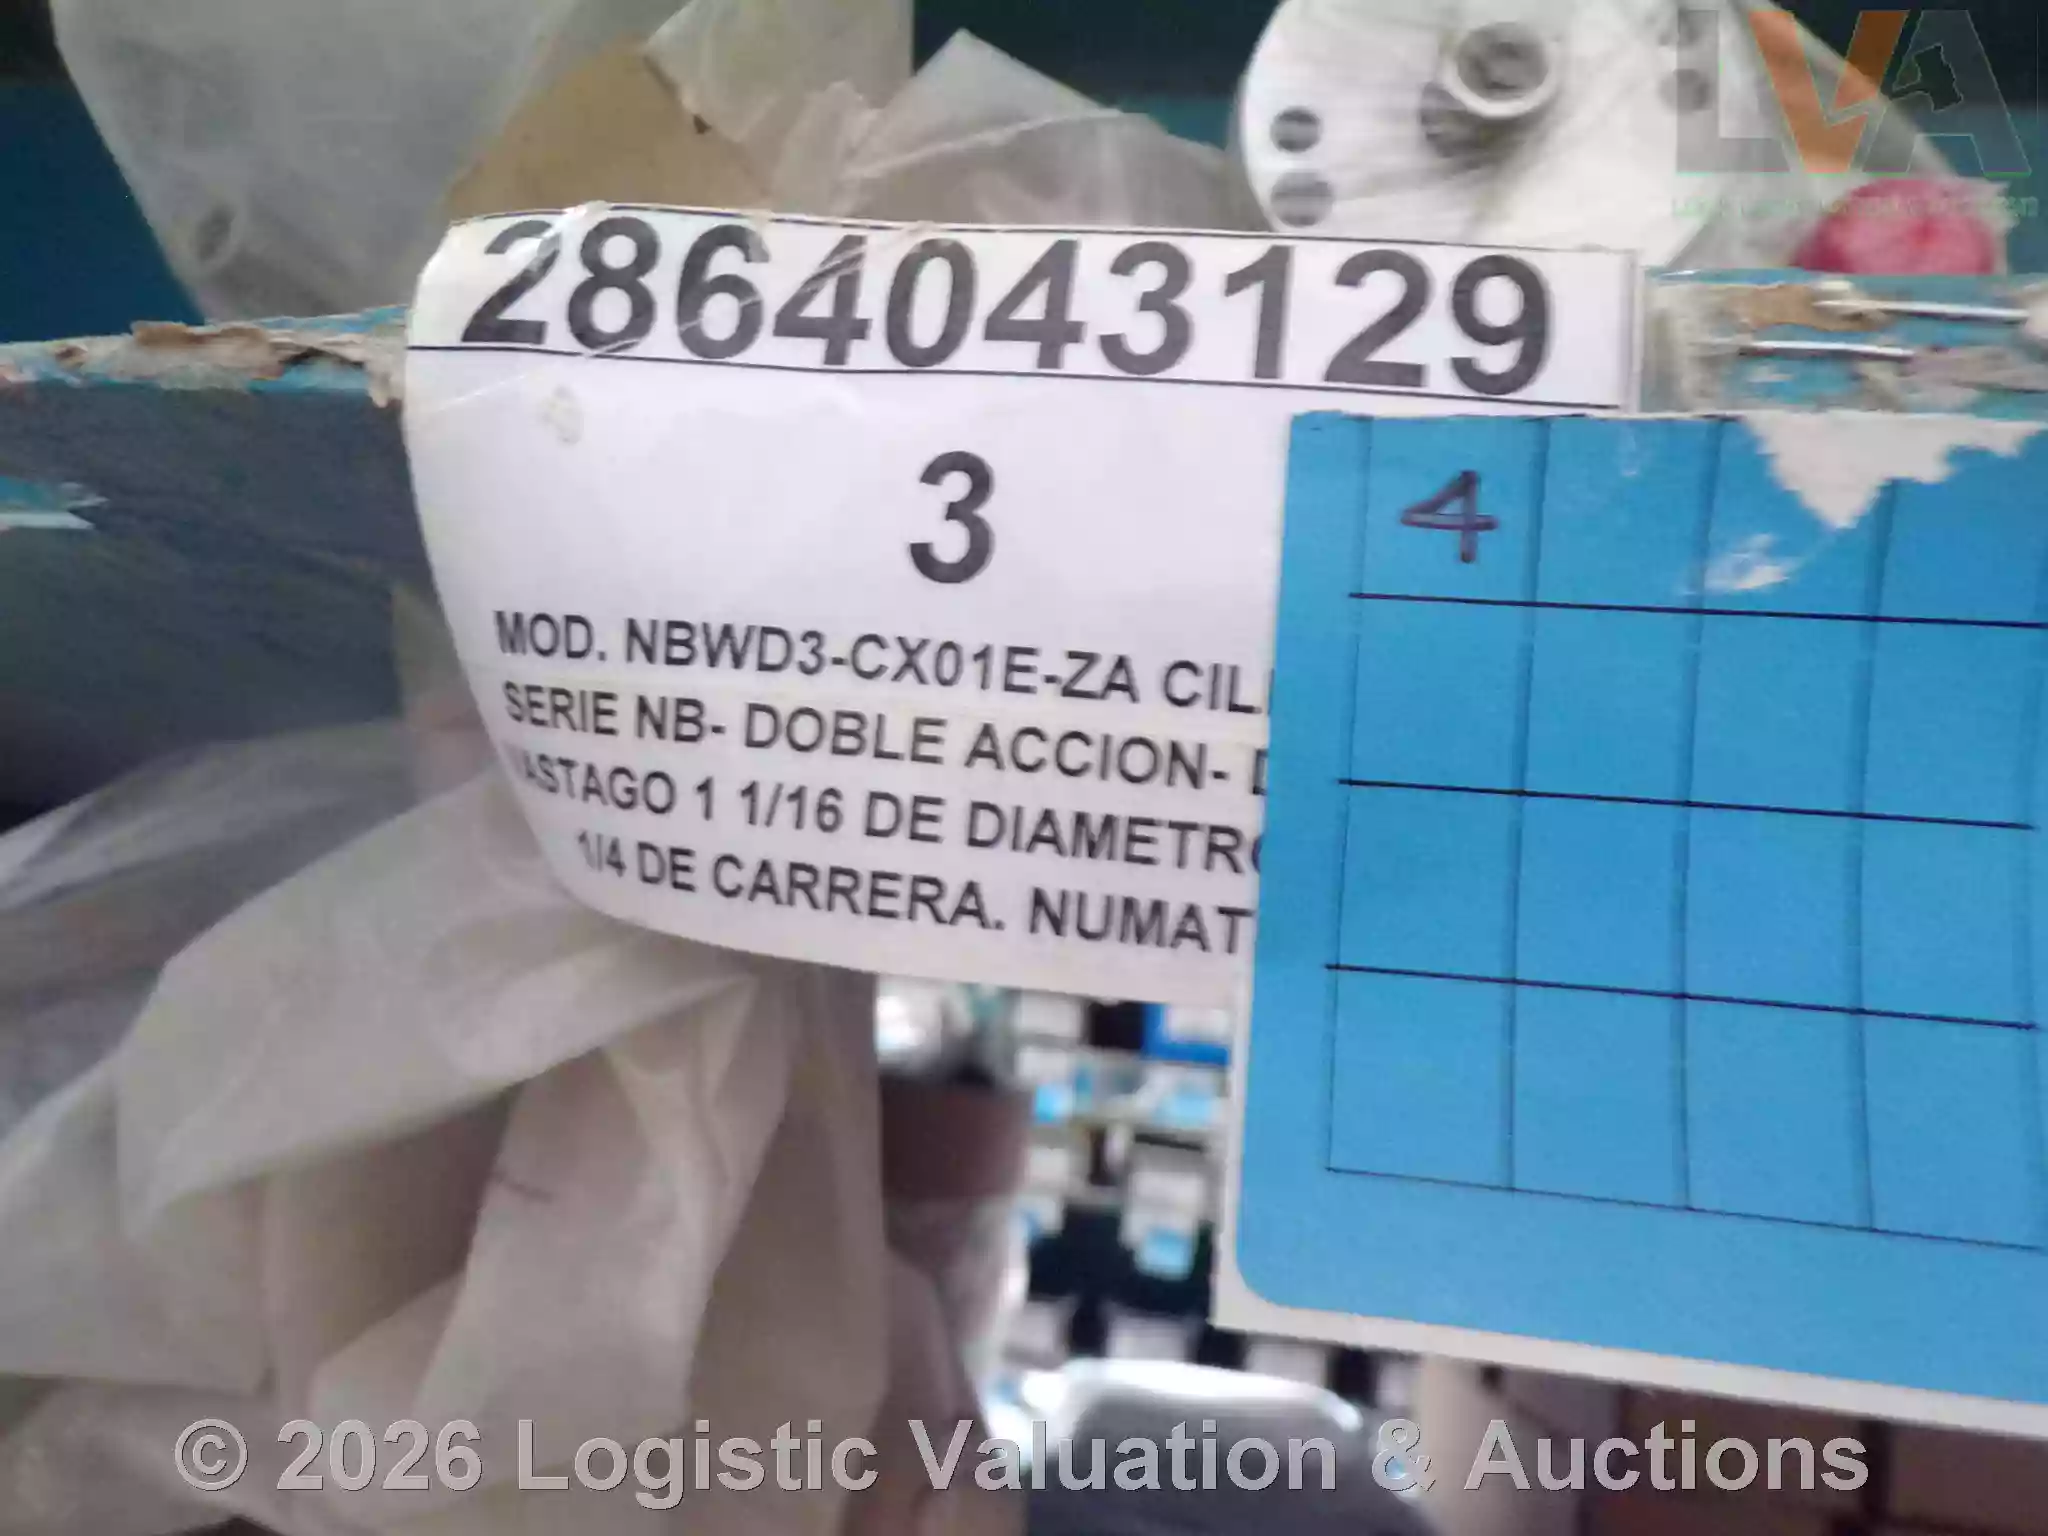 2864043129
3
4
MOD. NBWD3-CX01E-ZA CIL
SERIE NB- DOBLE ACCION-
VASTAGO 1 1/16 DE DIAMETRO
1/4 DE CARRERA. NUMAT
LVA
© 2026 Logistic Valuation & Auctions